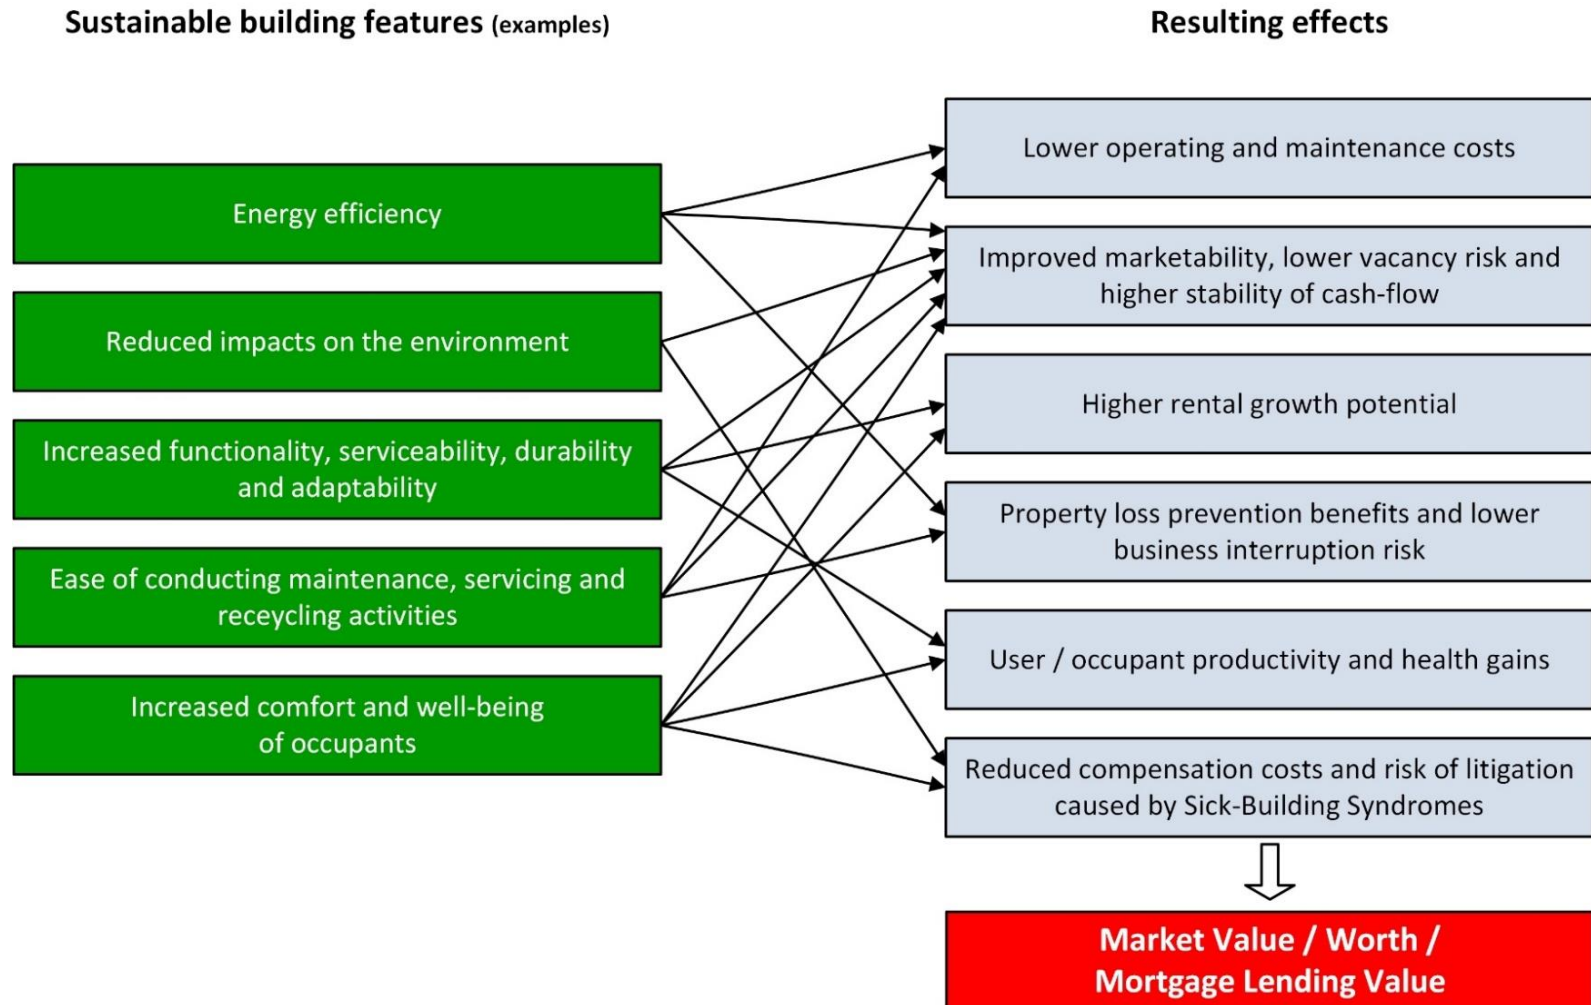 Sustainable building features (examples)
Resulting effects
Energy efficiency
Reduced impacts on the environment
Increased functionality, serviceability, durability
and adaptability
Ease of conducting maintenance, servicing and
receycling activities
Increased comfort and well-being
of occupants
Lower operating and maintenance costs
Improved marketability, lower vacancy risk and
higher stability of cash-flow
Higher rental growth potential
Property loss prevention benefits and lower
business interruption risk
User / occupant productivity and health gains
Reduced compensation costs and risk of litigation
caused by Sick-Building Syndromes
Market Value / Worth /
Mortgage Lending Value